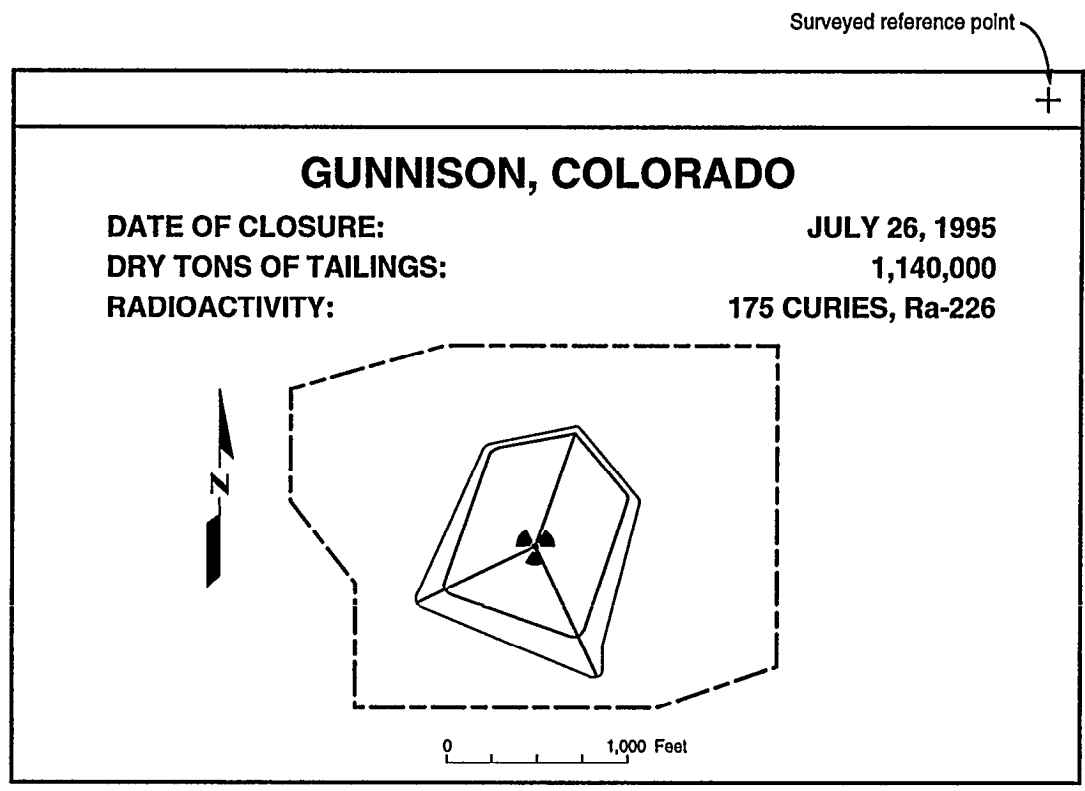 Surveyed reference point
GUNNISON, COLORADO
DATE OF CLOSURE: JULY 26, 1995
DRY TONS OF TAILINGS: 1,140,000
RADIOACTIVITY: 175 CURIES, Ra-226
N
0 1,000 Feet